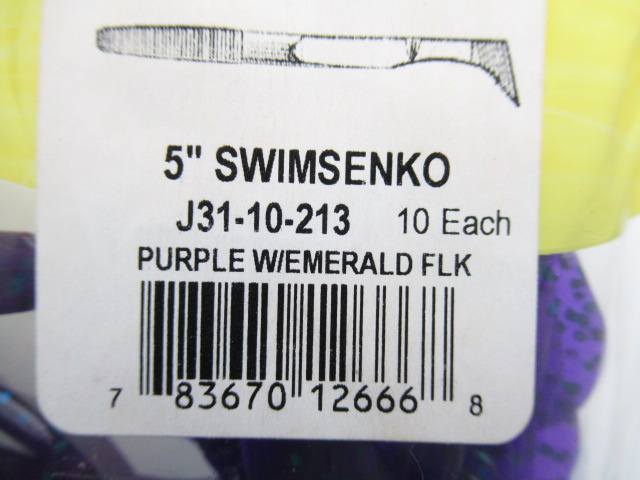 5" SWIMSENKO
J31-10-213 10 Each
PURPLE W/EMERALD FLK
7 83670 12666 8